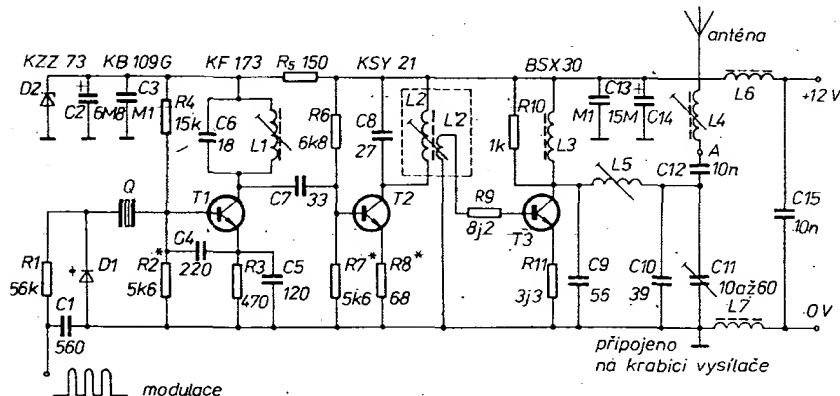 anténa
KZZ 73 KB 109G KF 173 R5 150 KSY 21 BSX30
D2 C2 6M8 C3 M1 R4 15k C6 18 L1 R6 6k8 C8 27 L2 L'2 R10 1k L3 C13 M1 15M C14 L4 L6 +12V
A
C12 10n
Q T1 C7 33 T2 R9 8j2 T3 L5 C15 10n
R1 56k D1 R2* 5k6 C4 220 R3 470 C5 120 R7* 5k6 R8* 68 R11 3j3 C9 56 C10 39 C11 10až60
C1 560 L7 0V
připojeno
na krabici vysílače
modulace